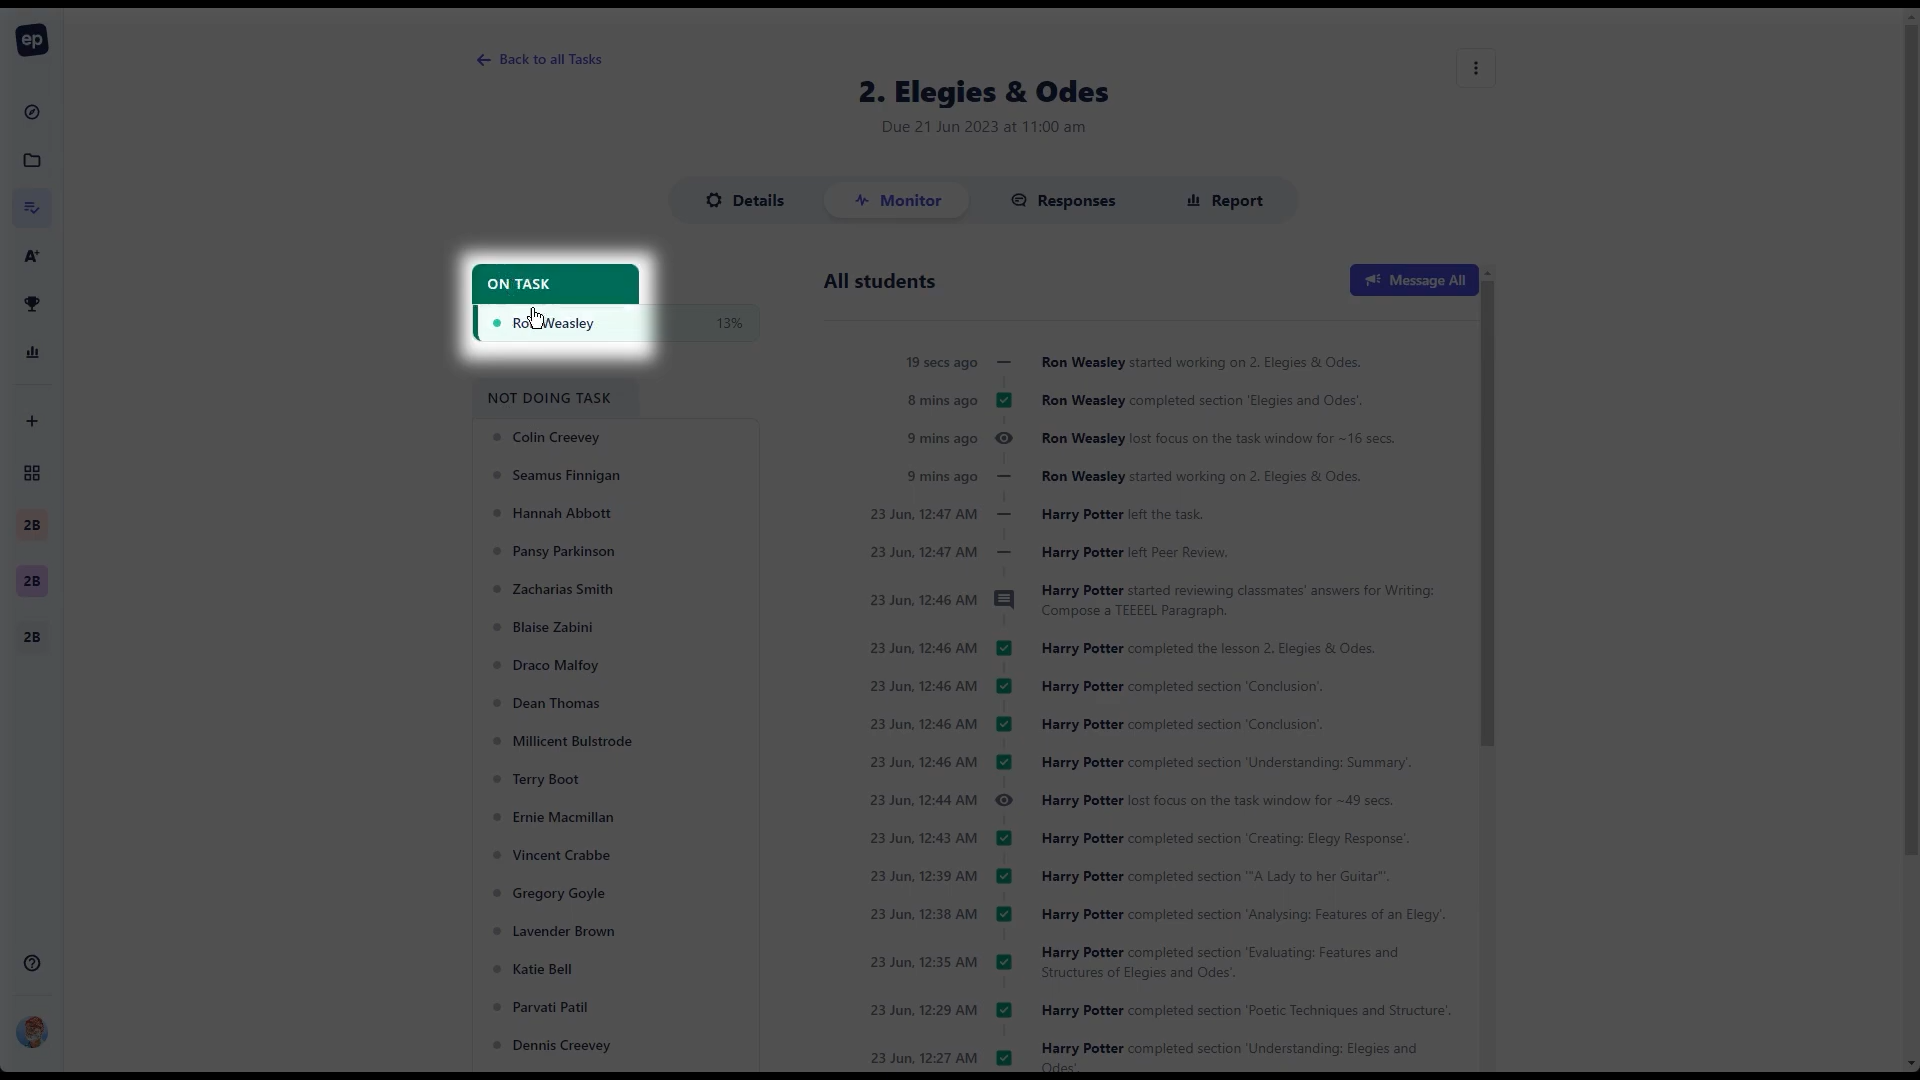 ep
Back to all Tasks
2. Elegies & Odes
Due 21 Jun 2023 at 11:00 am
Details
Monitor
Responses
Report
A+
2B
2B
2B
ON TASK
Ron Weasley 13%
NOT DOING TASK
Colin Creevey
Seamus Finnigan
Hannah Abbott
Pansy Parkinson
Zacharias Smith
Blaise Zabini
Draco Malfoy
Dean Thomas
Millicent Bulstrode
Terry Boot
Ernie Macmillan
Vincent Crabbe
Gregory Goyle
Lavender Brown
Katie Bell
Parvati Patil
Dennis Creevey
All students
Message All
19 secs ago Ron Weasley started working on 2. Elegies & Odes.
8 mins ago Ron Weasley completed section 'Elegies and Odes'.
9 mins ago Ron Weasley lost focus on the task window for ~16 secs.
9 mins ago Ron Weasley started working on 2. Elegies & Odes.
23 Jun, 12:47 AM Harry Potter left the task.
23 Jun, 12:47 AM Harry Potter left Peer Review.
23 Jun, 12:46 AM Harry Potter started reviewing classmates' answers for Writing:
Compose a TEEEEL Paragraph.
23 Jun, 12:46 AM Harry Potter completed the lesson 2. Elegies & Odes.
23 Jun, 12:46 AM Harry Potter completed section 'Conclusion'.
23 Jun, 12:46 AM Harry Potter completed section 'Conclusion'.
23 Jun, 12:46 AM Harry Potter completed section 'Understanding: Summary'.
23 Jun, 12:44 AM Harry Potter lost focus on the task window for ~49 secs.
23 Jun, 12:43 AM Harry Potter completed section 'Creating: Elegy Response'.
23 Jun, 12:39 AM Harry Potter completed section '"A Lady to her Guitar"'.
23 Jun, 12:38 AM Harry Potter completed section 'Analysing: Features of an Elegy'.
23 Jun, 12:35 AM Harry Potter completed section 'Evaluating: Features and
Structures of Elegies and Odes'.
23 Jun, 12:29 AM Harry Potter completed section 'Poetic Techniques and Structure'.
23 Jun, 12:27 AM Harry Potter completed section 'Understanding: Elegies and
Odes'.